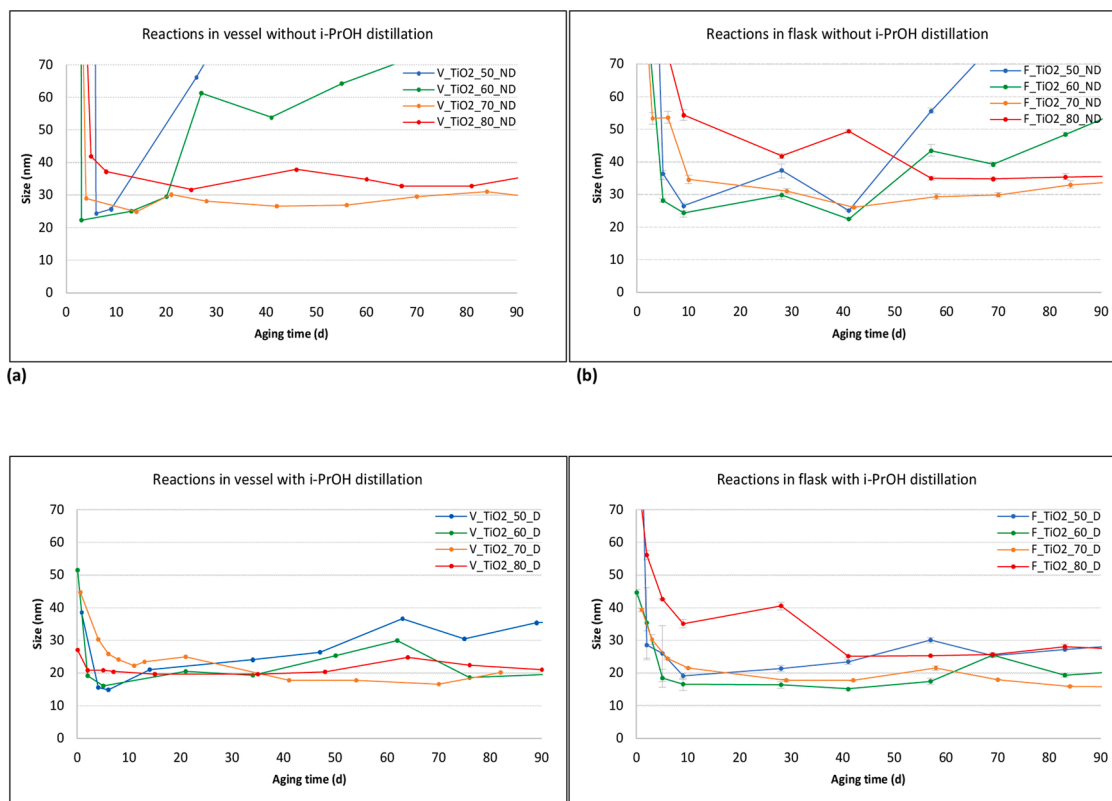 Reactions in vessel without i-PrOH distillation
70
60
50
40
30
20
10
0
Size (nm)
V_TiO2_50_ND
V_TiO2_60_ND
V_TiO2_70_ND
V_TiO2_80_ND
0 10 20 30 40 50 60 70 80 90
Aging time (d)
(a)
Reactions in flask without i-PrOH distillation
70
60
50
40
30
20
10
0
Size (nm)
F_TiO2_50_ND
F_TiO2_60_ND
F_TiO2_70_ND
F_TiO2_80_ND
0 10 20 30 40 50 60 70 80 90
Aging time (d)
(b)
Reactions in vessel with i-PrOH distillation
70
60
50
40
30
20
10
0
Size (nm)
V_TiO2_50_D
V_TiO2_60_D
V_TiO2_70_D
V_TiO2_80_D
0 10 20 30 40 50 60 70 80 90
Aging time (d)
Reactions in flask with i-PrOH distillation
70
60
50
40
30
20
10
0
Size (nm)
F_TiO2_50_D
F_TiO2_60_D
F_TiO2_70_D
F_TiO2_80_D
0 10 20 30 40 50 60 70 80 90
Aging time (d)